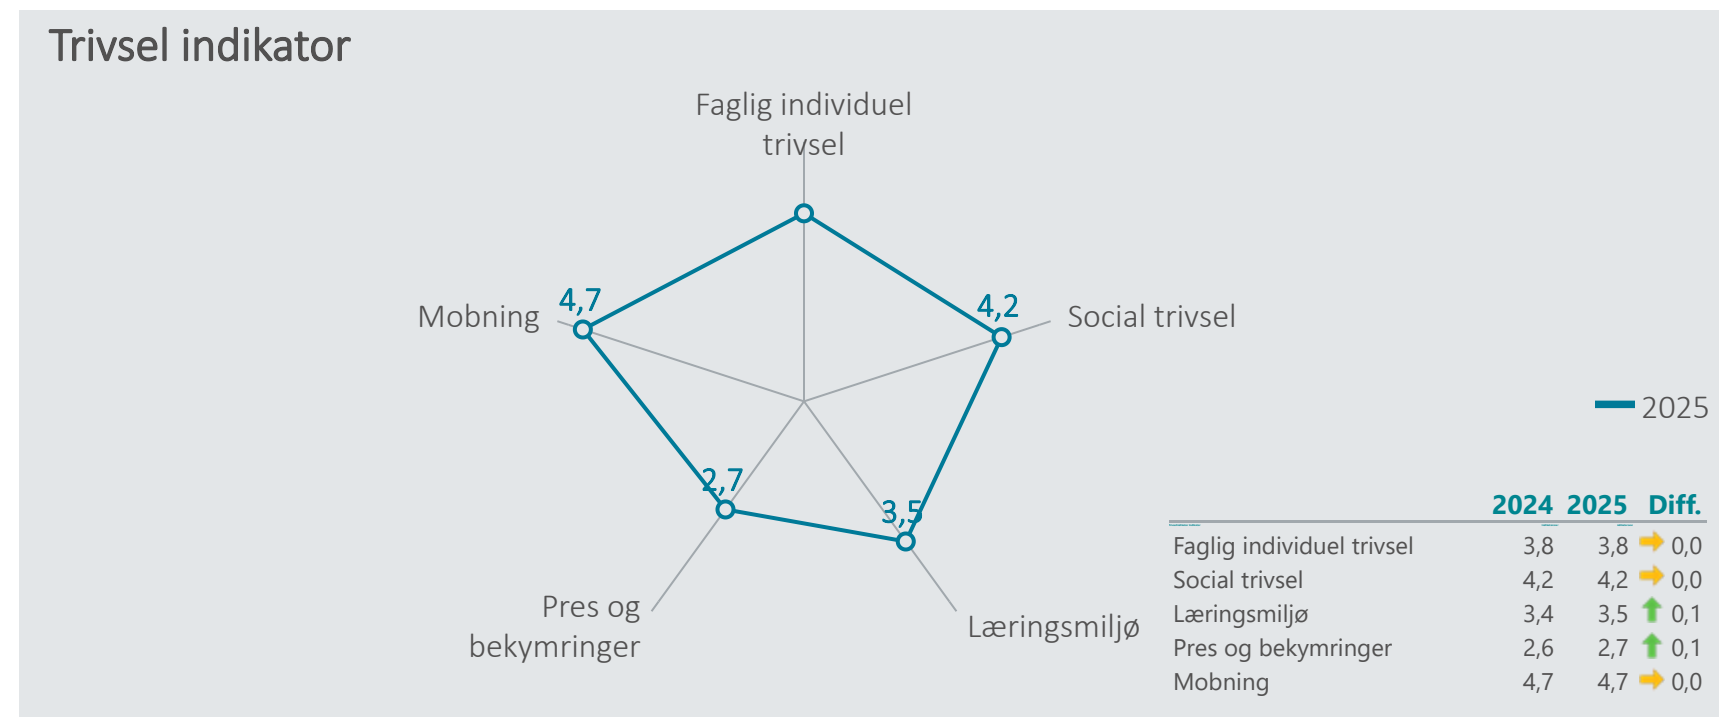 Trivsel indikator
Faglig individuel
trivsel
4,7
4,2
Mobning
Social trivsel
2025
2,7
3,5
Pres og
bekymringer
Læringsmiljø
2024 2025 Diff.
Faglig individuel trivsel 3,8 3,8 0,0
Social trivsel 4,2 4,2 0,0
Læringsmiljø 3,4 3,5 0,1
Pres og bekymringer 2,6 2,7 0,1
Mobning 4,7 4,7 0,0